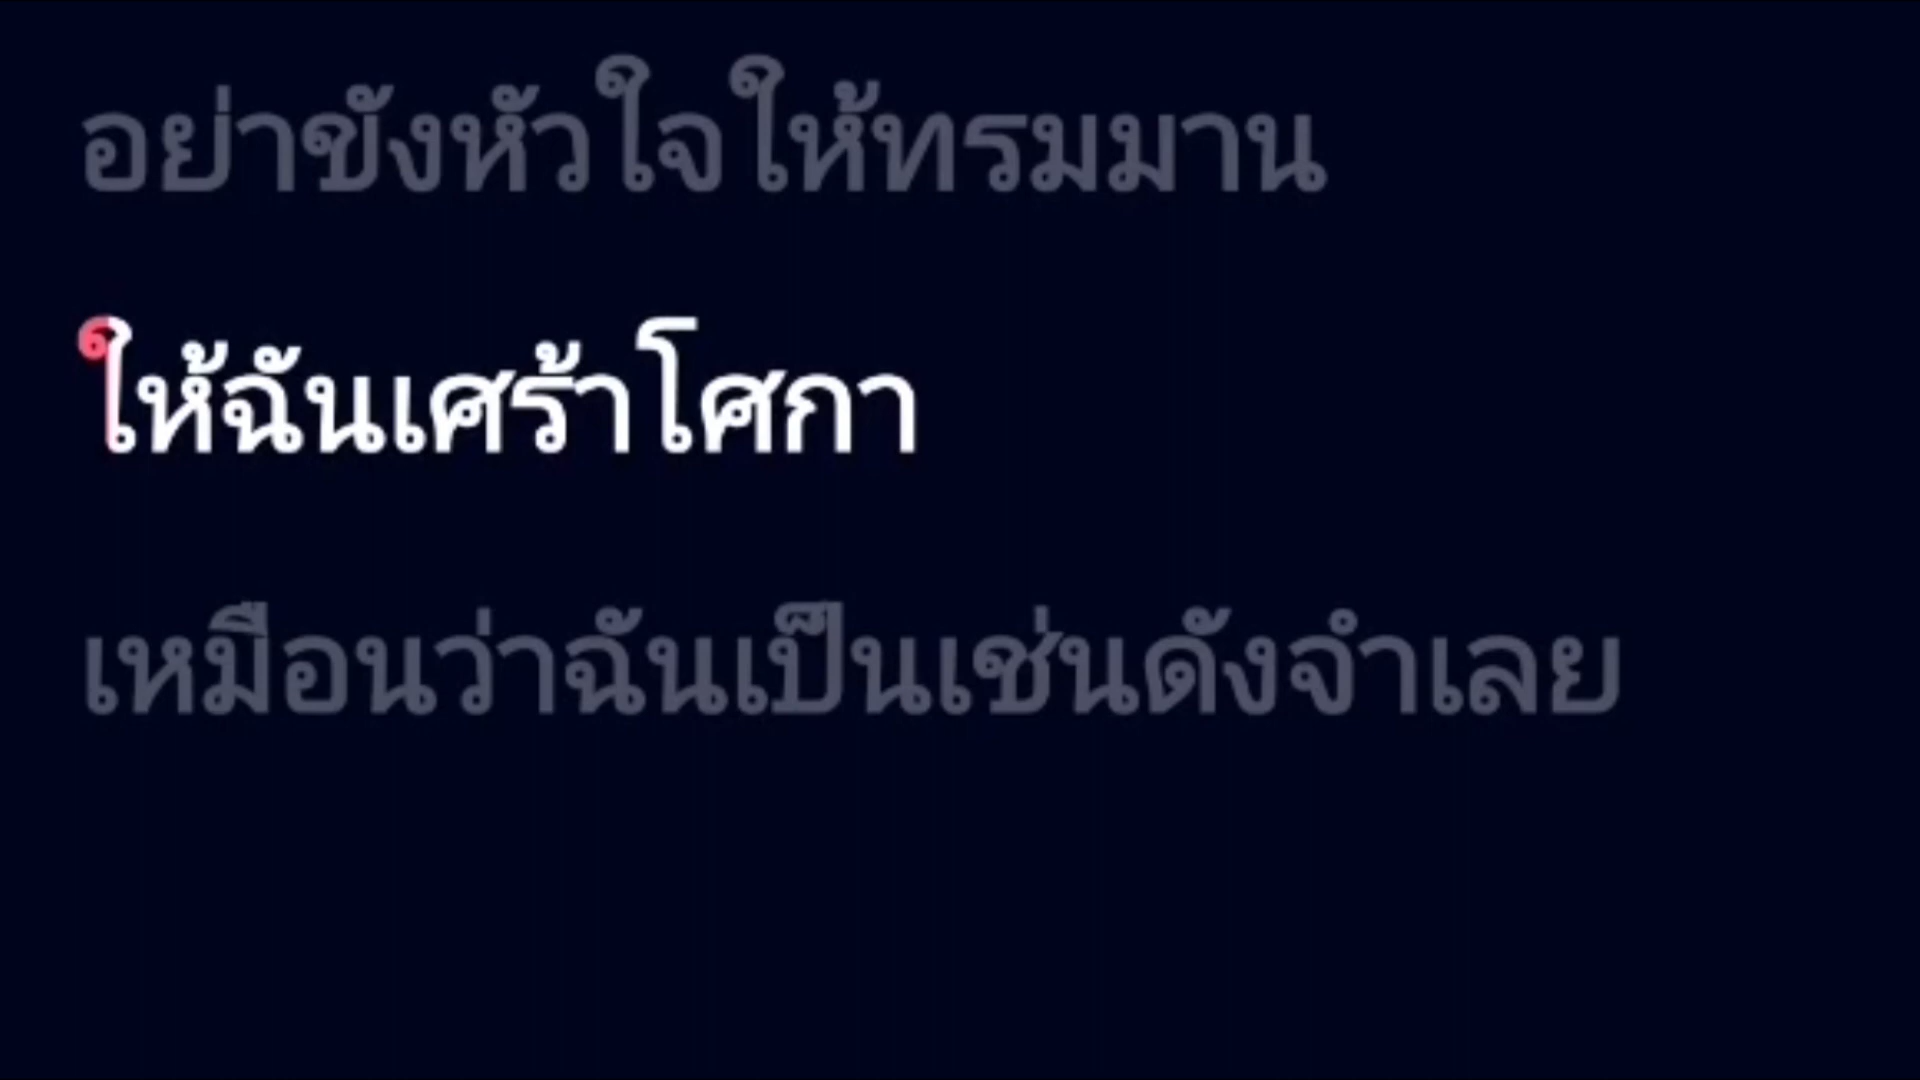 อย่าขังหัวใจให้ทรมมาน
ให้ฉันเศร้าโศกา
เหมือนว่าฉันเป็นเช่นดังจำเลย